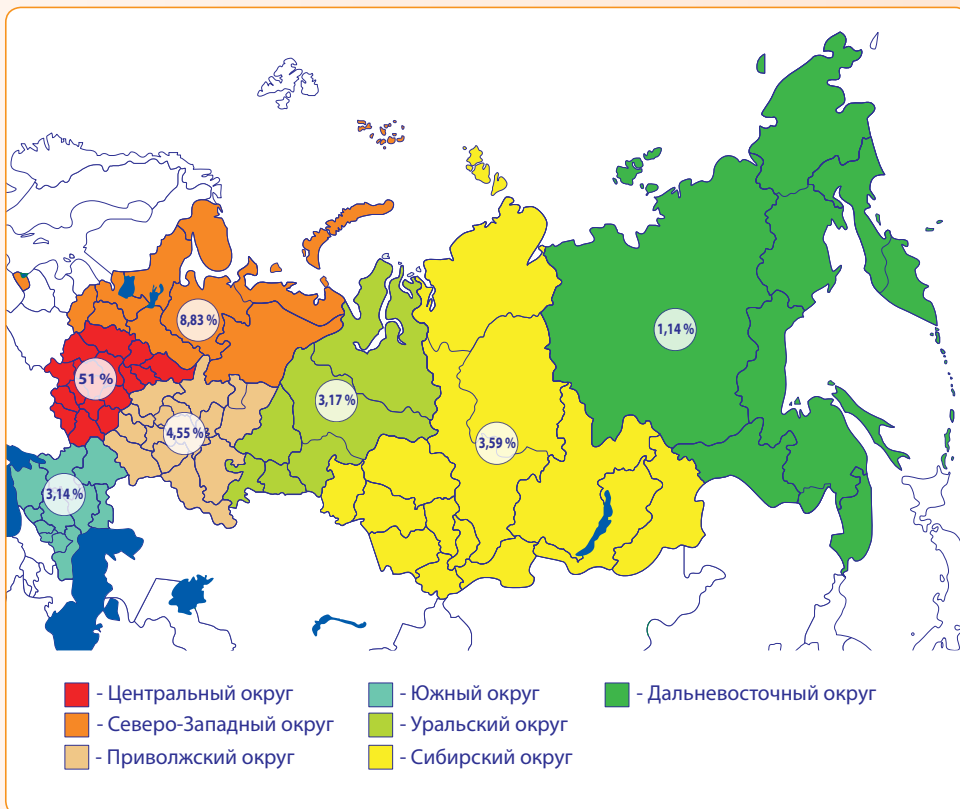 8,83 %
1,14 %
51 %
3,17 %
4,55 %
3,59 %
3,14 %
- Центральный округ
- Северо-Западный округ
- Приволжский округ
- Южный округ
- Уральский округ
- Сибирский округ
- Дальневосточный округ